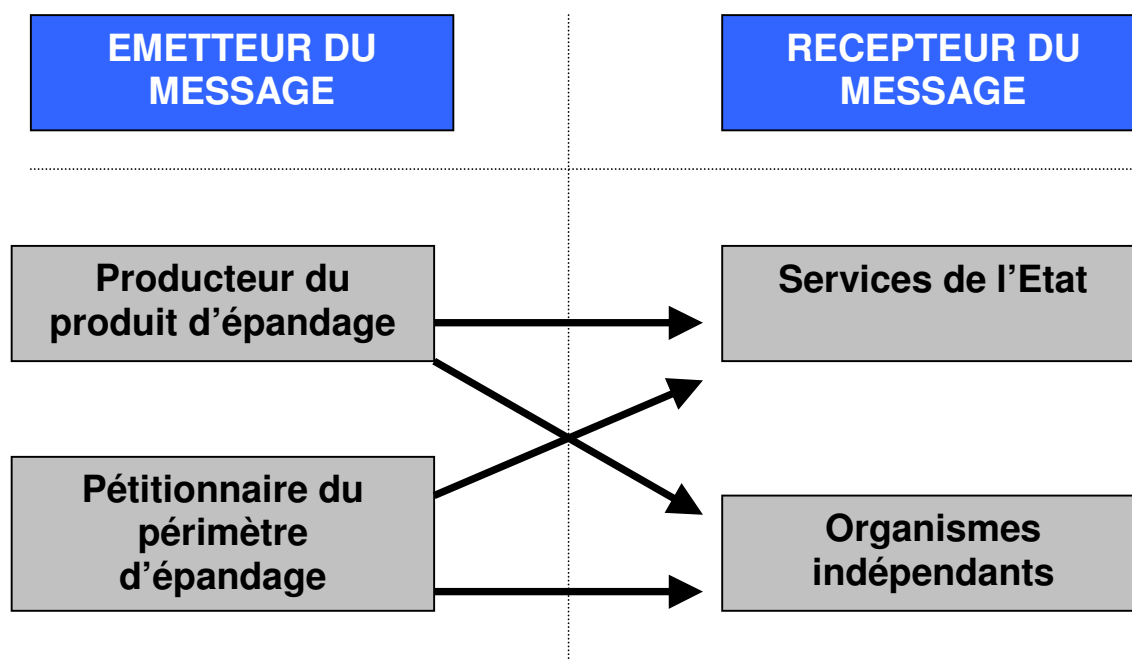 EMETTEUR DU
MESSAGE
RECEPTEUR DU
MESSAGE
Producteur du
produit d’épandage
Services de l’Etat
Pétitionnaire du
périmètre
d’épandage
Organismes
indépendants